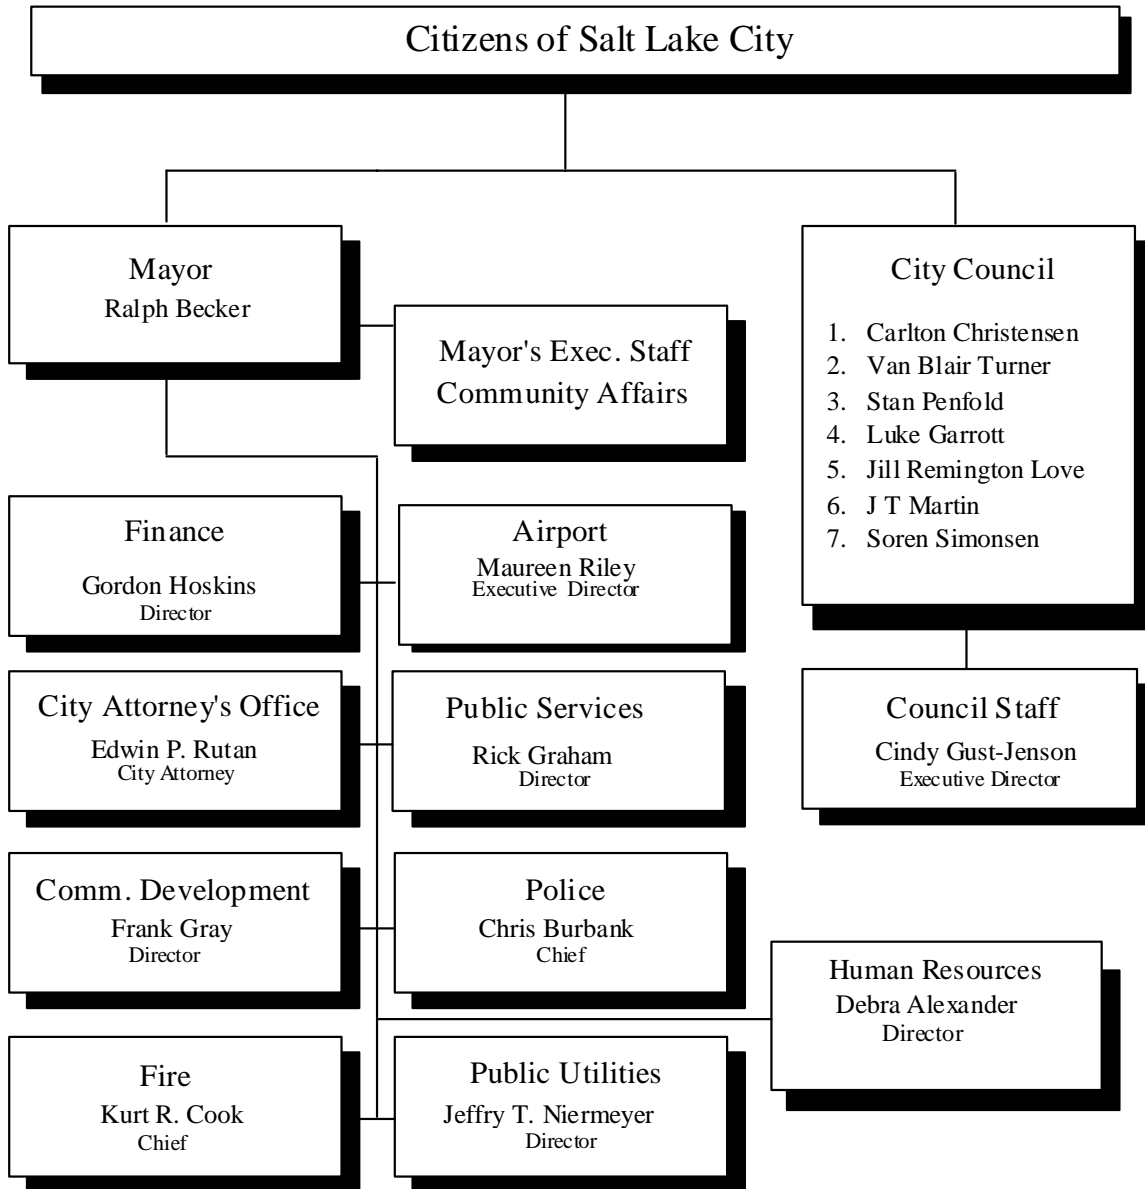 Citizens of Salt Lake City
Mayor
Ralph Becker
Mayor's Exec. Staff
Community Affairs
City Council
1. Carlton Christensen
2. Van Blair Turner
3. Stan Penfold
4. Luke Garrott
5. Jill Remington Love
6. J T Martin
7. Soren Simonsen
Finance
Gordon Hoskins
Director
Airport
Maureen Riley
Executive Director
City Attorney's Office
Edwin P. Rutan
City Attorney
Public Services
Rick Graham
Director
Council Staff
Cindy Gust-Jenson
Executive Director
Comm. Development
Frank Gray
Director
Police
Chris Burbank
Chief
Human Resources
Debra Alexander
Director
Fire
Kurt R. Cook
Chief
Public Utilities
Jeffry T. Niermeyer
Director